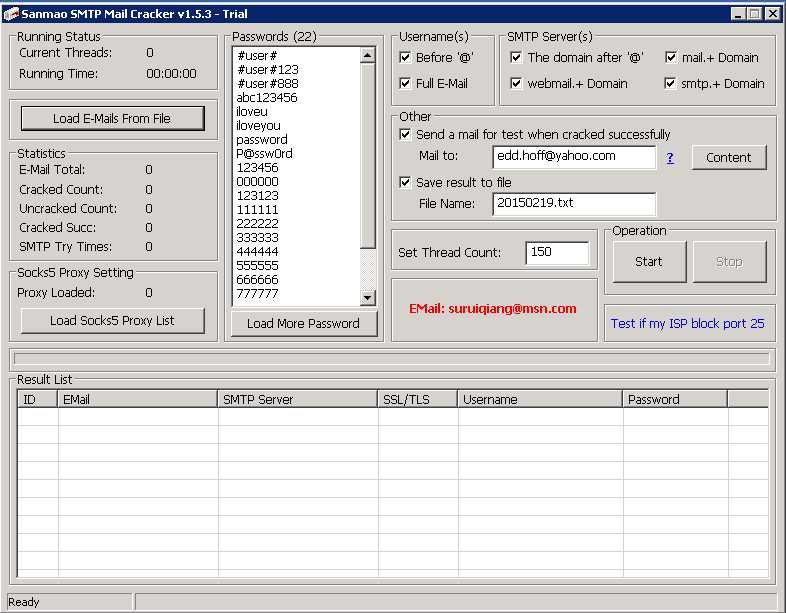 Sanmao SMTP Mail Cracker v1.5.3 - Trial
Running Status
Current Threads: 0
Running Time: 00:00:00
Load E-Mails From File
Statistics
E-Mail Total: 0
Cracked Count: 0
Uncracked Count: 0
Cracked Succ: 0
SMTP Try Times: 0
Socks5 Proxy Setting
Proxy Loaded: 0
Load Socks5 Proxy List
Passwords (22)
#user#
#user#123
#user#888
abc123456
iloveu
iloveyou
password
P@ssw0rd
123456
000000
123123
111111
222222
333333
444444
555555
666666
777777
Load More Password
Username(s)
Before '@'
Full E-Mail
SMTP Server(s)
The domain after '@' mail.+ Domain
webmail.+ Domain smtp.+ Domain
Other
Send a mail for test when cracked successfully
Mail to: edd.hoff@yahoo.com ? Content
Save result to file
File Name: 20150219.txt
Set Thread Count: 150
Operation
Start Stop
EMail: suruiqiang@msn.com
Test if my ISP block port 25
Result List
ID EMail SMTP Server SSL/TLS Username Password
Ready